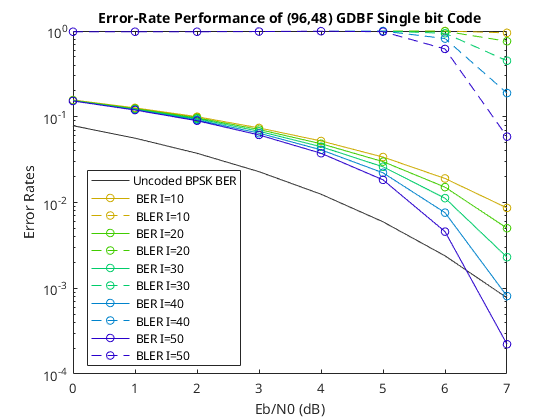 Error-Rate Performance of (96,48) GDBF Single bit Code
10^0
10^-1
10^-2
10^-3
10^-4
Error Rates
Uncoded BPSK BER
BER I=10
BLER I=10
BER I=20
BLER I=20
BER I=30
BLER I=30
BER I=40
BLER I=40
BER I=50
BLER I=50
0 1 2 3 4 5 6 7
Eb/N0 (dB)